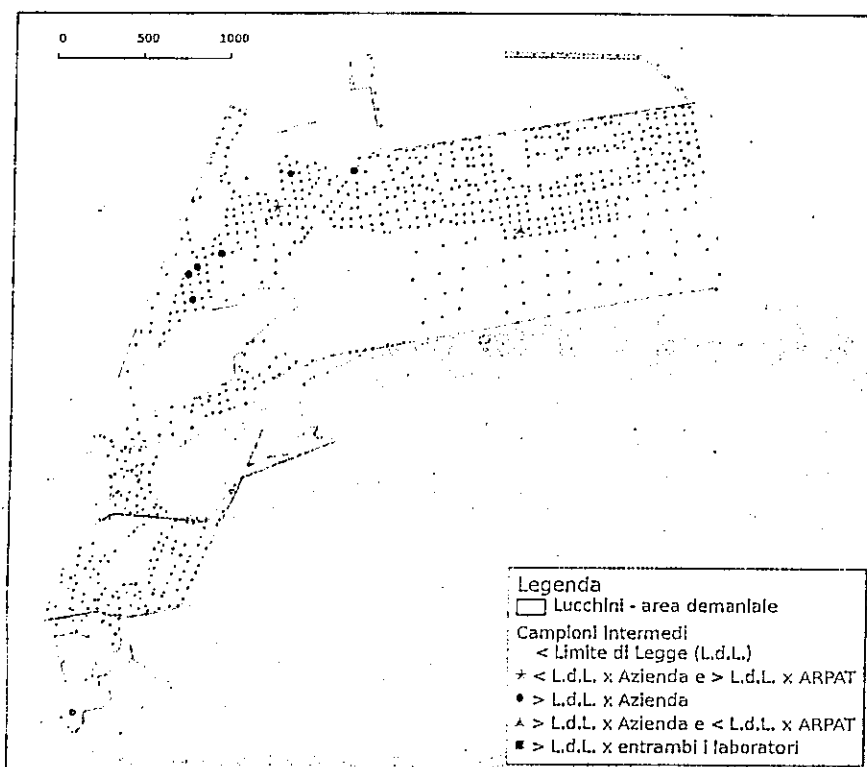 0 500 1000
Legenda
Lucchini - area demaniale
Campioni Intermedi
< Limite di Legge (L.d.L.)
< L.d.L. x Azienda e > L.d.L. x ARPAT
> L.d.L. x Azienda
> L.d.L. x Azienda e < L.d.L. x ARPAT
> L.d.L. x entrambi i laboratori